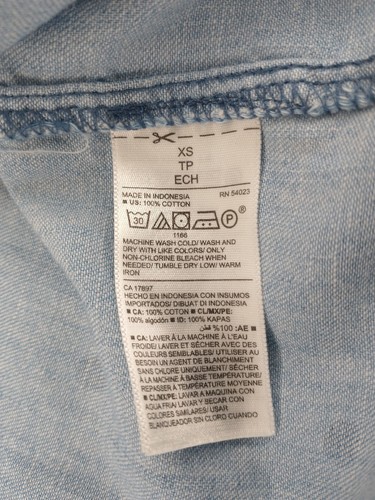 XS
TP
ECH
MADE IN INDONESIA RN 54023
■ US: 100% COTTON
30 P ®
1166
MACHINE WASH COLD/ WASH AND
DRY WITH LIKE COLORS/ ONLY
NON-CHLORINE BLEACH WHEN
NEEDED/ TUMBLE DRY LOW/ WARM
IRON
CA 17897
HECHO EN INDONESIA CON INSUMOS
IMPORTADOS/ DIBUAT DI INDONESIA
■ CA: 100% COTON ■ CL/MX/PE:
100% algodón ■ ID: 100% KAPAS
■ AE: 100% قطن
■ CA: LAVER À LA MACHINE À L'EAU
FROIDE/ LAVER ET SÉCHER AVEC DES
COULEURS SEMBLABLES/ UTILISER AU
BESOIN UN AGENT DE BLANCHIMENT
SANS CHLORE UNIQUEMENT/ SÉCHER
À LA MACHINE À BASSE TEMPÉRATURE/
REPASSER À TEMPÉRATURE MOYENNE
■ CL/MX/PE: LAVAR A MAQUINA CON
AGUA FRIA/ LAVAR Y SECAR CON
COLORES SIMILARES/ USAR
BLANQUEADOR SIN CLORO CUANDO